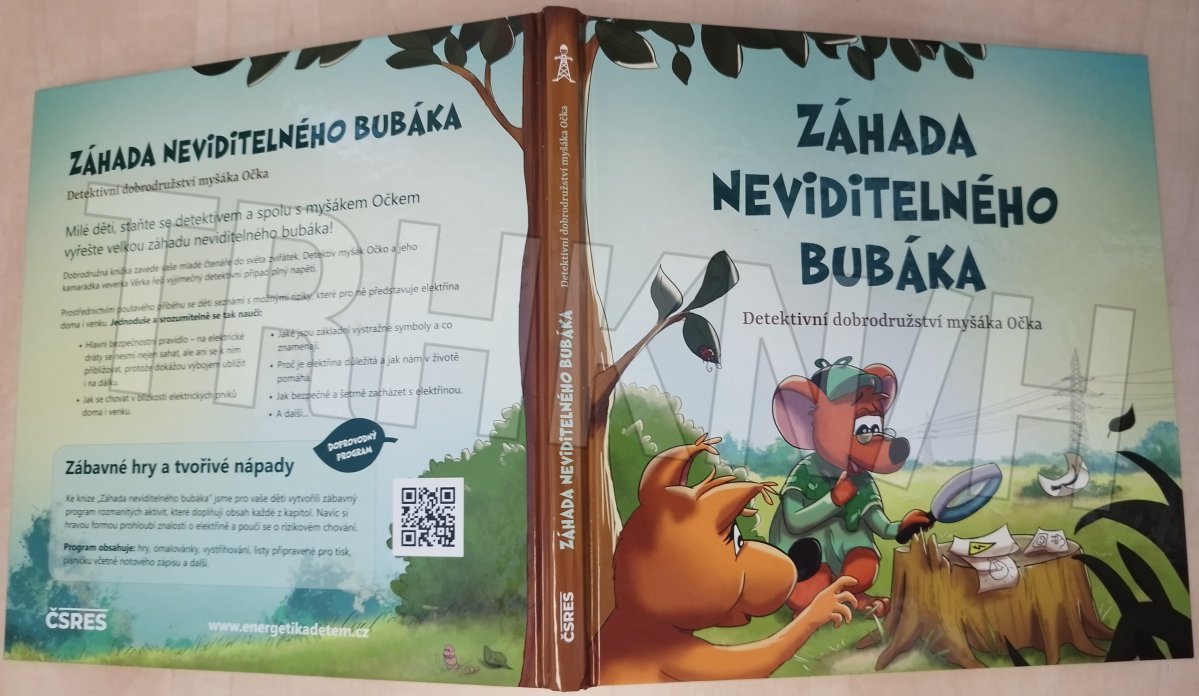 ZÁHADA NEViDiTELNÉHO BUBÁKA
Detektivní dobrodružství myšáka Očka
Milé děti, staňte se detektivem a spolu s myšákem Očkem
vyřešte velkou záhadu neviditelného bubáka!
Dobrodružná knížka zavede vaše mladé čtenáře do světa zvířátek. Detektiv myšák Očko a jeho
kamarádka veverka Věrka řeší výjimečný detektivní případ plný napětí.
Prostřednictvím poutavého příběhu se děti seznámí s možnými riziky, které pro ně představuje elektřina
doma i venku. Jednoduše a srozumitelně se tak naučí:
• Hlavní bezpečnostní pravidlo – na elektrické
dráty se nesmí nejen sahat, ale ani se k nim
přibližovat, protože dokážou výbojem ublížit
i na dálku.
• Jak se chovat v blízkosti elektrických prvků
doma i venku.
• Jaké jsou základní výstražné symboly a co
znamenají.
• Proč je elektřina důležitá a jak nám v životě
pomáhá.
• Jak bezpečně a šetrně zacházet s elektřinou.
• A další...
DOPROVODNÝ
PROGRAM
Zábavné hry a tvořivé nápady
Ke knize „Záhada neviditelného bubáka" jsme pro vaše děti vytvořili zábavný
program rozmanitých aktivit, které doplňují obsah každé z kapitol. Navíc si
hravou formou prohloubí znalosti o elektřině a poučí se o rizikovém chování.
Program obsahuje: hry, omalovánky, vystřihování, listy připravené pro tisk,
písničku včetně notového zápisu a další.
ČSRES
www.energetikadetem.cz
ZÁHADA NEViDiTELNÉHO BUBÁKA Detektivní dobrodružství myšáka Očka
ČSRES
ZÁHADA
NEViDiTELNÉHO
BUBÁKA
Detektivní dobrodružství myšáka Očka
TRHKNIH